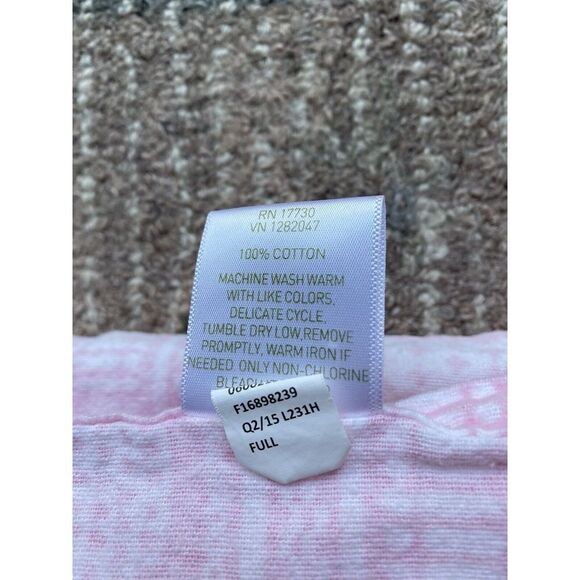 RN 17730
VN 1282047
100% COTTON
MACHINE WASH WARM
WITH LIKE COLORS,
DELICATE CYCLE,
TUMBLE DRY LOW,REMOVE
PROMPTLY, WARM IRON IF
NEEDED ONLY NON-CHLORINE
F16898239
Q2/15 L231H
FULL